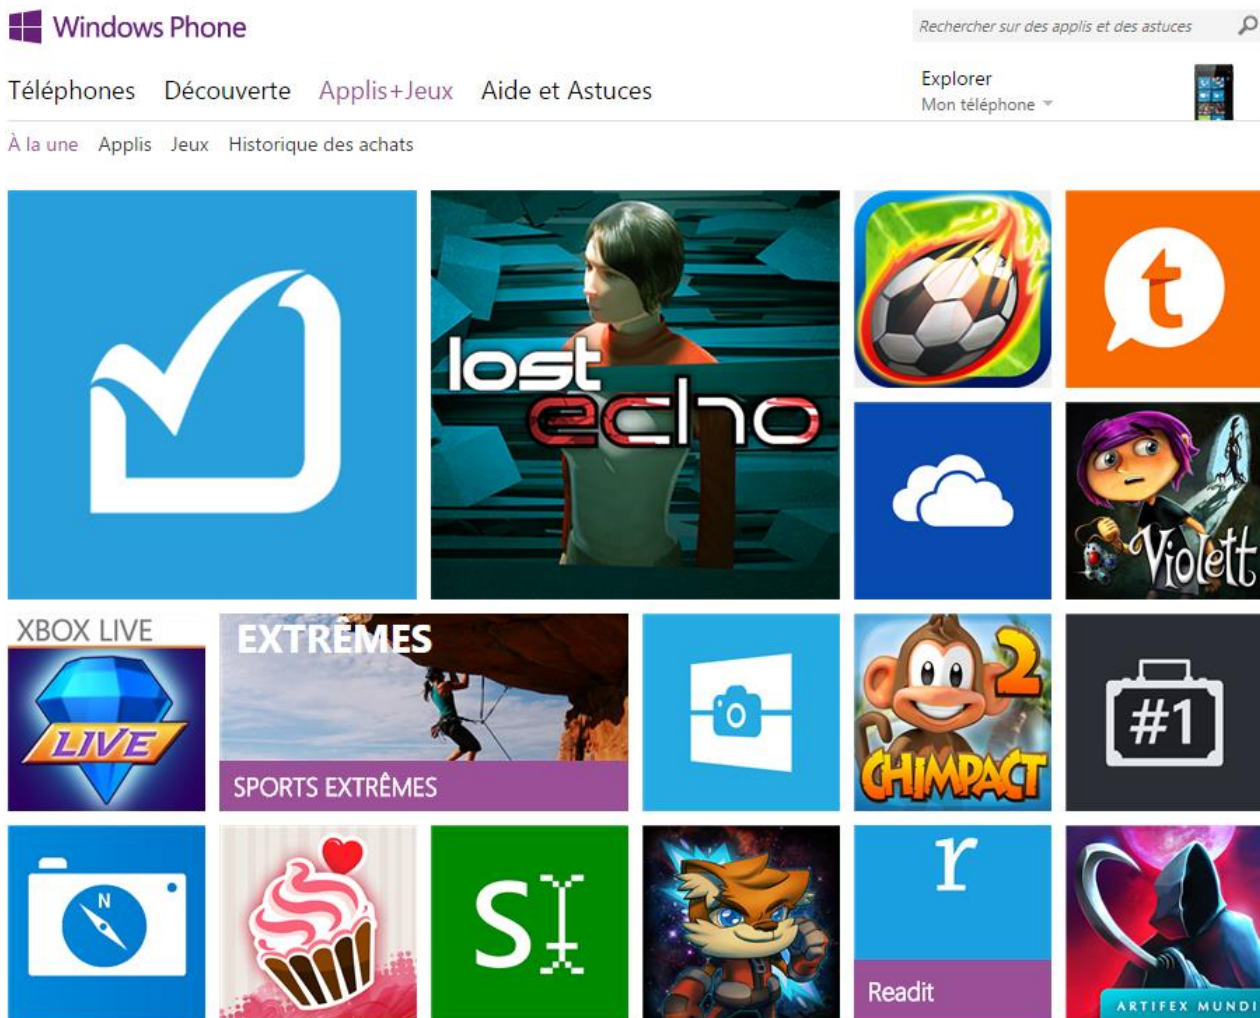 Windows Phone
Rechercher sur des applis et des astuces
Téléphones Découverte Applis+Jeux Aide et Astuces
Explorer
Mon téléphone
À la une Applis Jeux Historique des achats
lost
echo
t
Violett
XBOX LIVE
LIVE
EXTRÊMES
SPORTS EXTRÊMES
2
CHIMPACT
#1
N
S
r
Readit
ARTIFEX MUNDI